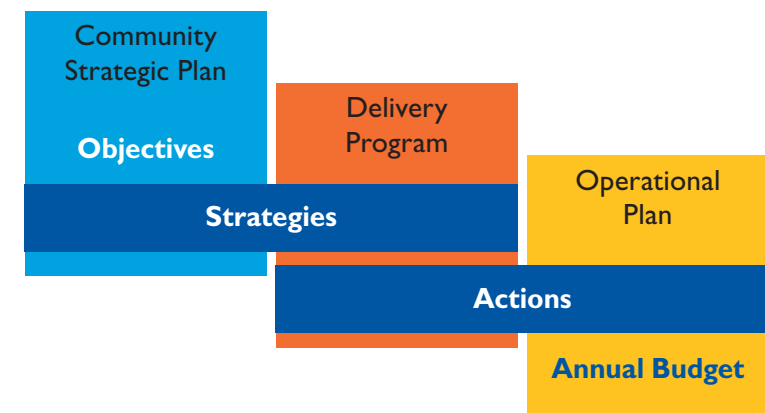 Community
Strategic Plan
Objectives
Delivery
Program
Operational
Plan
Strategies
Actions
Annual Budget